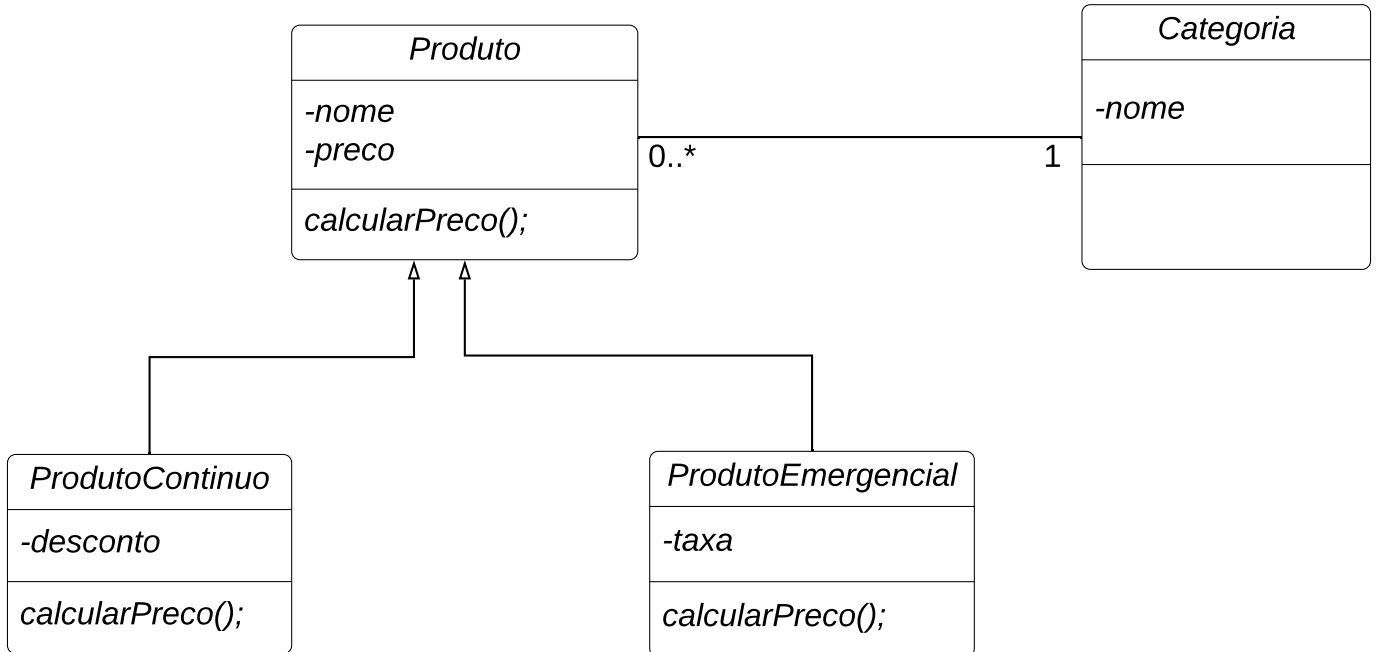 Produto
-nome
-preco
calcularPreco();
0..*
1
Categoria
-nome
ProdutoContinuo
-desconto
calcularPreco();
ProdutoEmergencial
-taxa
calcularPreco();